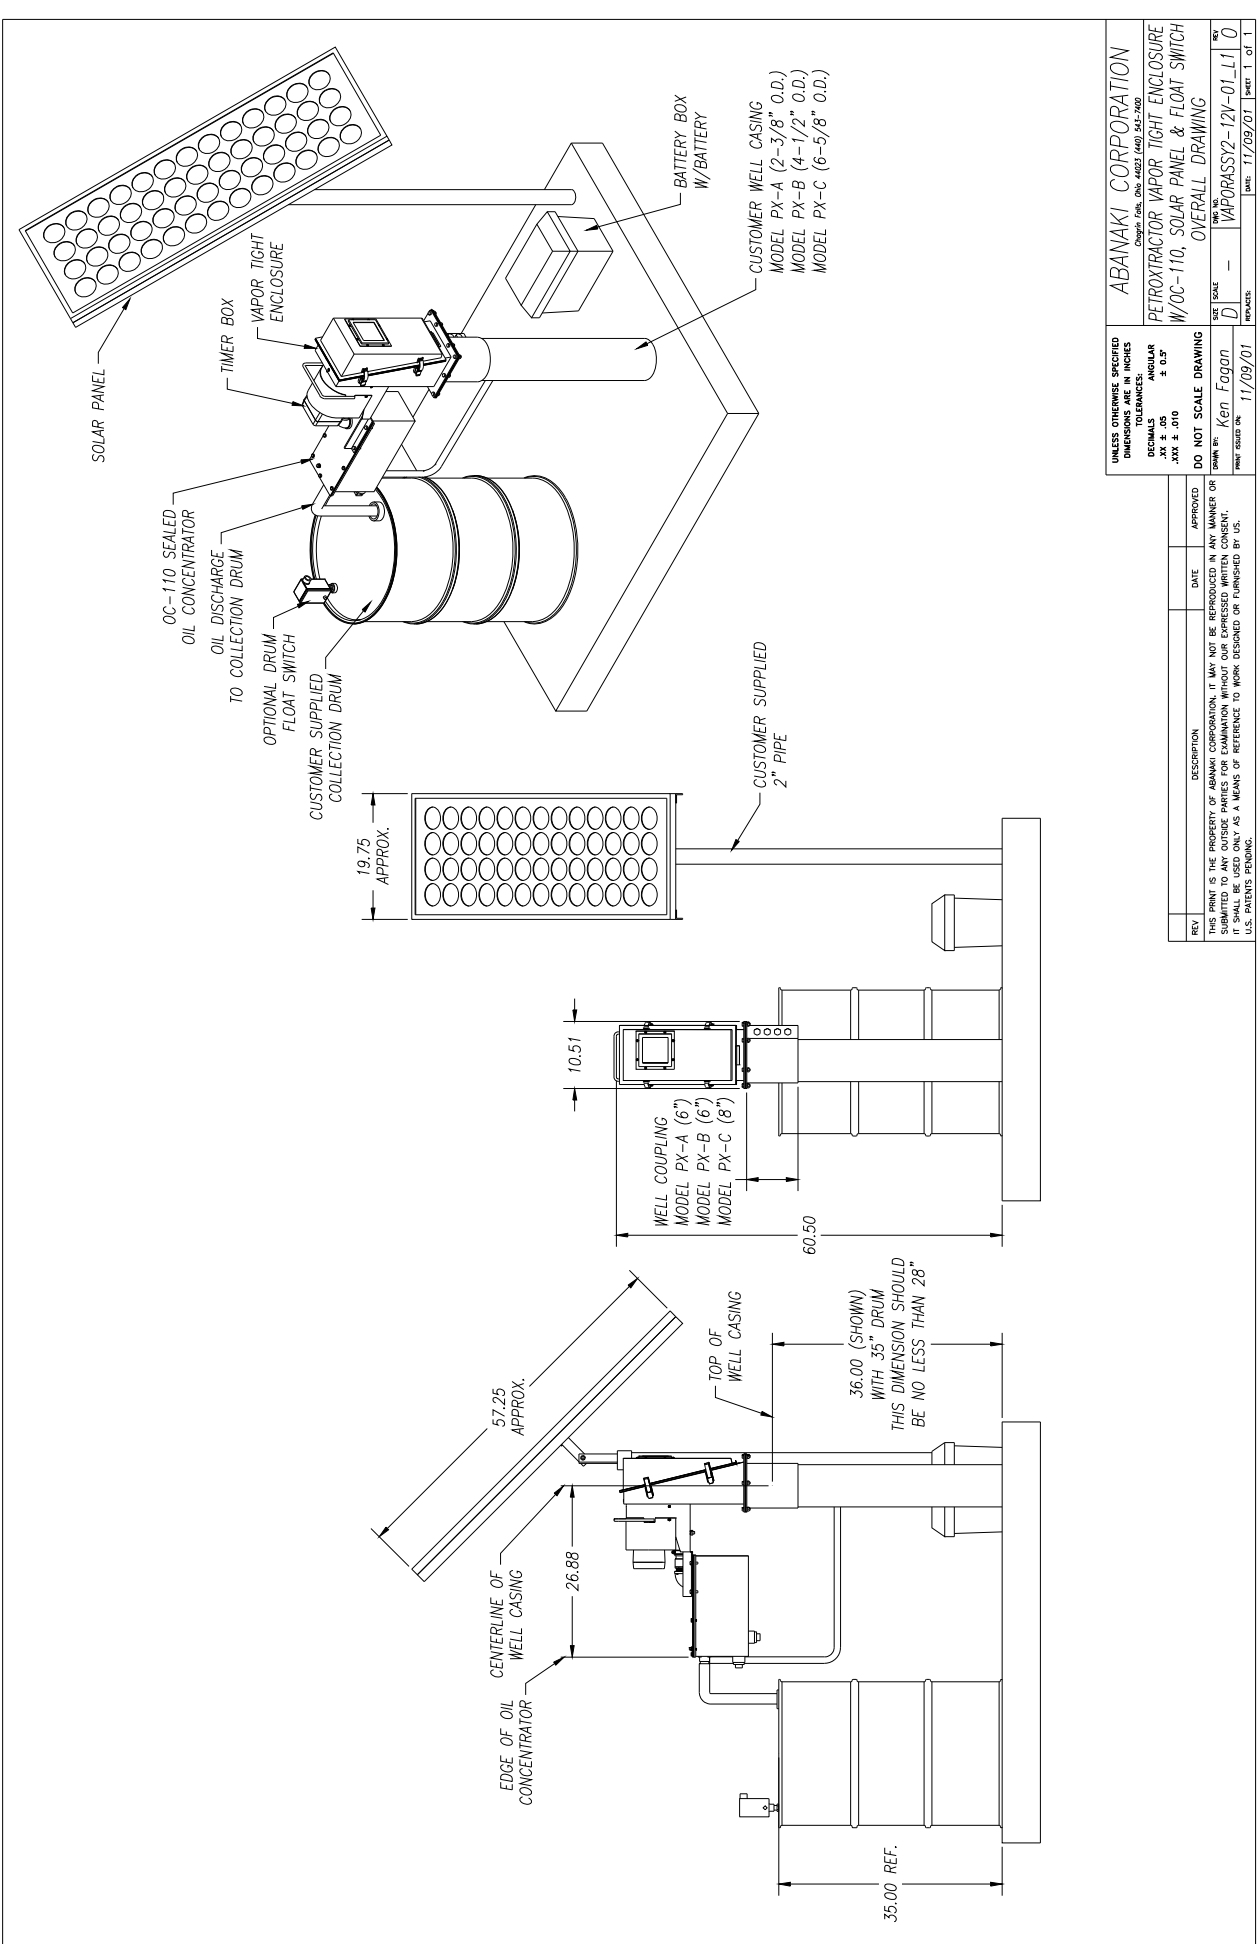 57.25
APPROX.
EDGE OF OIL
CONCENTRATOR
CENTERLINE OF
WELL CASING
26.88
TOP OF
WELL CASING
36.00 (SHOWN)
WITH 35" DRUM
THIS DIMENSION SHOULD
BE NO LESS THAN 28"
35.00 REF.
WELL COUPLING
MODEL PX-A (6")
MODEL PX-B (6")
MODEL PX-C (8")
10.51
60.50
19.75
APPROX.
CUSTOMER SUPPLIED
2" PIPE
SOLAR PANEL
TIMER BOX
VAPOR TIGHT
ENCLOSURE
OC-110 SEALED
OIL CONCENTRATOR
OIL DISCHARGE
TO COLLECTION DRUM
OPTIONAL DRUM
FLOAT SWITCH
CUSTOMER SUPPLIED
COLLECTION DRUM
BATTERY BOX
W/BATTERY
CUSTOMER WELL CASING
MODEL PX-A (2-3/8" O.D.)
MODEL PX-B (4-1/2" O.D.)
MODEL PX-C (6-5/8" O.D.)
REV DESCRIPTION DATE APPROVED
THIS PRINT IS THE PROPERTY OF ABANAKI CORPORATION. IT MAY NOT BE REPRODUCED IN ANY MANNER OR
SUBMITTED TO ANY OUTSIDE PARTIES FOR EXAMINATION WITHOUT OUR EXPRESSED WRITTEN CONSENT.
IT SHALL BE USED ONLY AS A MEANS OF REFERENCE TO WORK DESIGNED OR FURNISHED BY US.
U.S. PATENTS PENDING.
UNLESS OTHERWISE SPECIFIED
DIMENSIONS ARE IN INCHES
TOLERANCES:
DECIMALS ANGULAR
.XX ± .05 ± 0.5°
.XXX ± .010
DO NOT SCALE DRAWING
DRAWN BY: Ken Fagan
PRINT ISSUED ON: 11/09/01
ABANAKI CORPORATION
Chagrin Falls, Ohio 44023 (440) 543-7400
PETROXTRACTOR VAPOR TIGHT ENCLOSURE
W/OC-110, SOLAR PANEL & FLOAT SWITCH
OVERALL DRAWING
SIZE D SCALE - DWG NO. VAPORASSY2-12V-01_L1 REV 0
REPLACES: DATE: 11/09/01 SHEET 1 of 1